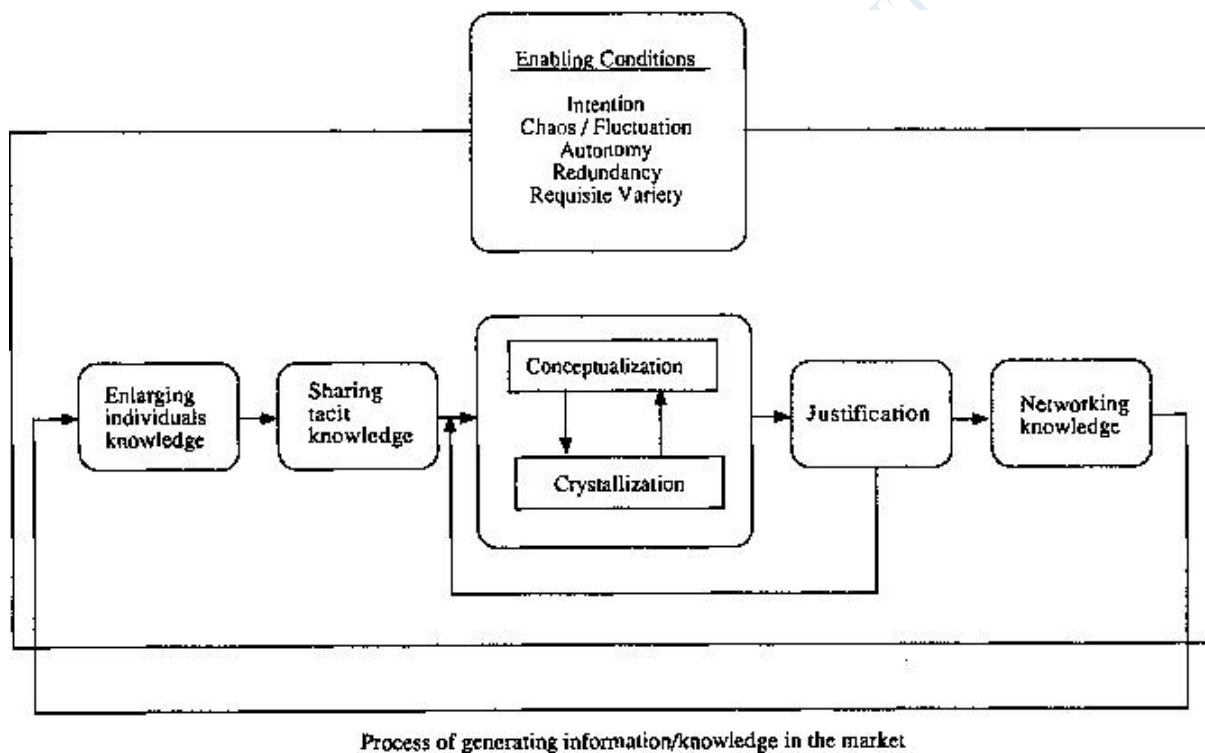 Enabling Conditions
Intention
Chaos / Fluctuation
Autonomy
Redundancy
Requisite Variety
Enlarging
individuals
knowledge
Sharing
tacit
knowledge
Conceptualization
Crystallization
Justification
Networking
knowledge
Process of generating information/knowledge in the market